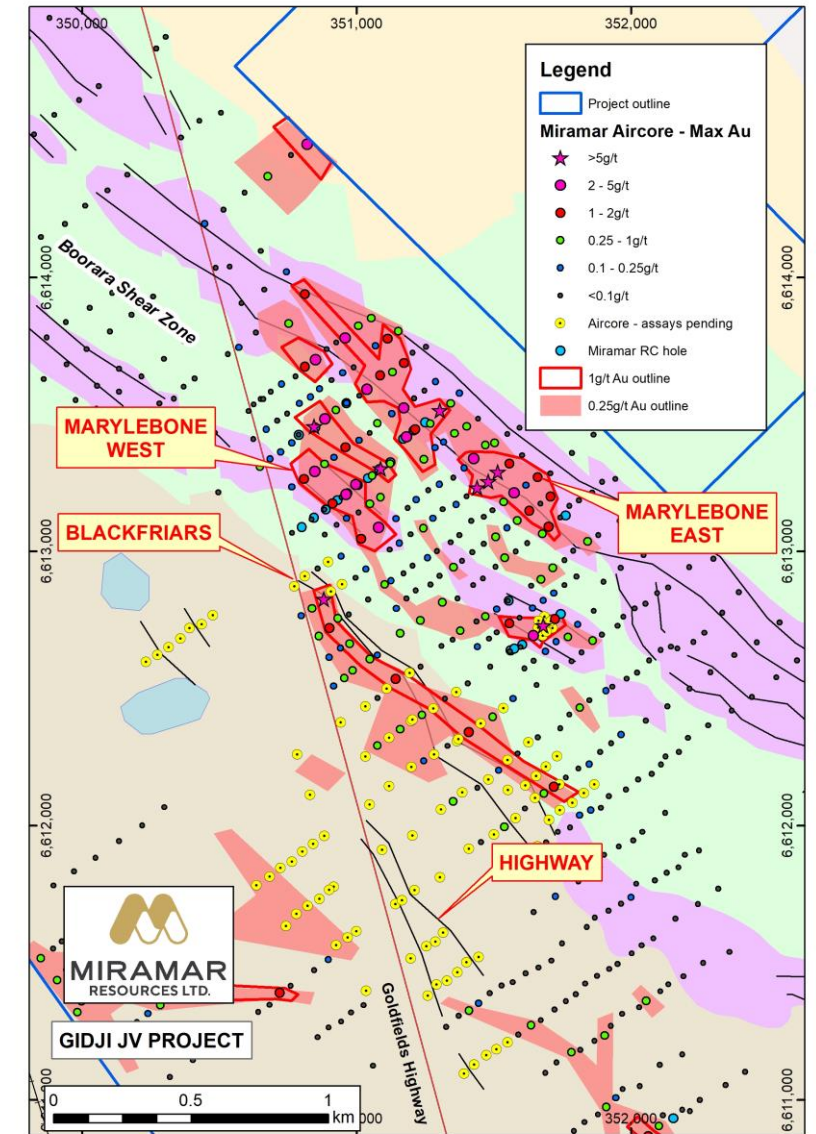 350,000
351,000
352,000
Legend
Project outline
Miramar Aircore - Max Au
>5g/t
2 - 5g/t
1 - 2g/t
0.25 - 1g/t
0.1 - 0.25g/t
<0.1g/t
Aircore - assays pending
Miramar RC hole
1g/t Au outline
0.25g/t Au outline
6,614,000
6,614,000
Boorara Shear Zone
MARYLEBONE
WEST
MARYLEBONE
EAST
BLACKFRIARS
6,613,000
6,613,000
6,612,000
6,612,000
HIGHWAY
MIRAMAR
RESOURCES LTD.
GIDJI JV PROJECT
Goldfields Highway
0 0.5 1
km
352,000
6,611,000